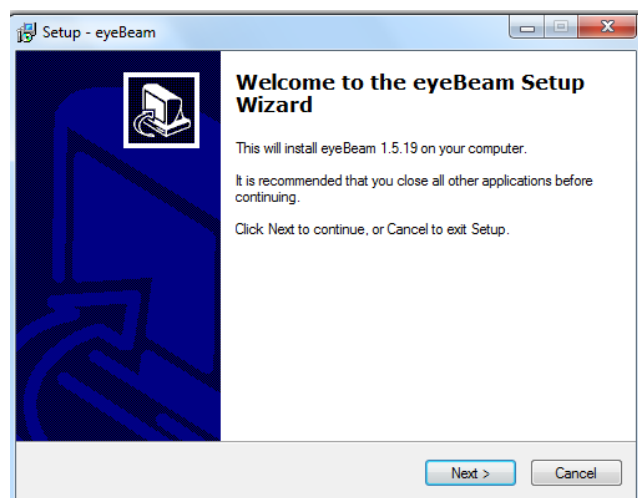 Setup - eyeBeam
Welcome to the eyeBeam Setup
Wizard
This will install eyeBeam 1.5.19 on your computer.
It is recommended that you close all other applications before
continuing.
Click Next to continue, or Cancel to exit Setup.
Next >
Cancel